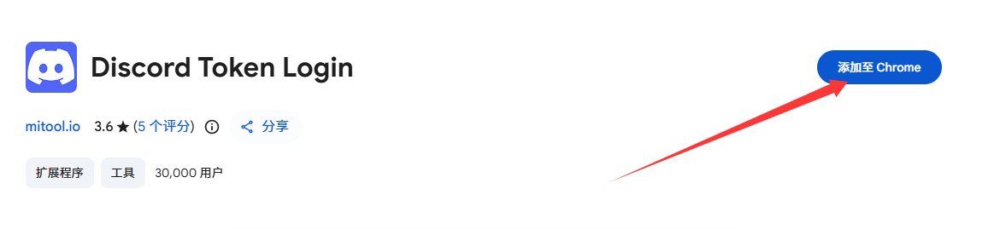 Discord Token Login
添加至 Chrome
mitool.io 3.6 ★ (5 个评分) 分享
扩展程序 工具 30,000 用户